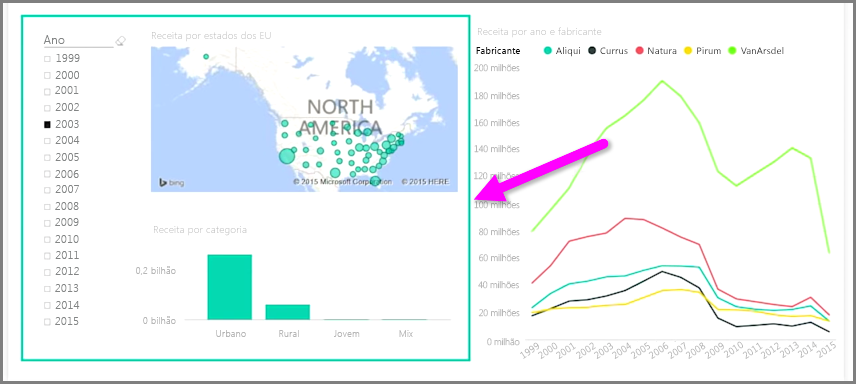 Ano
1999
2000
2001
2002
2003
2004
2005
2006
2007
2008
2009
2010
2011
2012
2013
2014
2015
Receita por estados dos EU
NORTH
AMERICA
bing
© 2015 Microsoft Corporation © 2015 HERE
Receita por categoria
0,2 bilhão
0 bilhão
Urbano Rural Jovem Mix
Receita por ano e fabricante
Fabricante Aliqui Currus Natura Pirum VanArsdel
200 milhões
180 milhões
160 milhões
140 milhões
120 milhões
100 milhões
80 milhões
60 milhões
40 milhões
20 milhões
0 milhão
1999 2000 2001 2002 2003 2004 2005 2006 2007 2008 2009 2010 2011 2012 2013 2014 2015